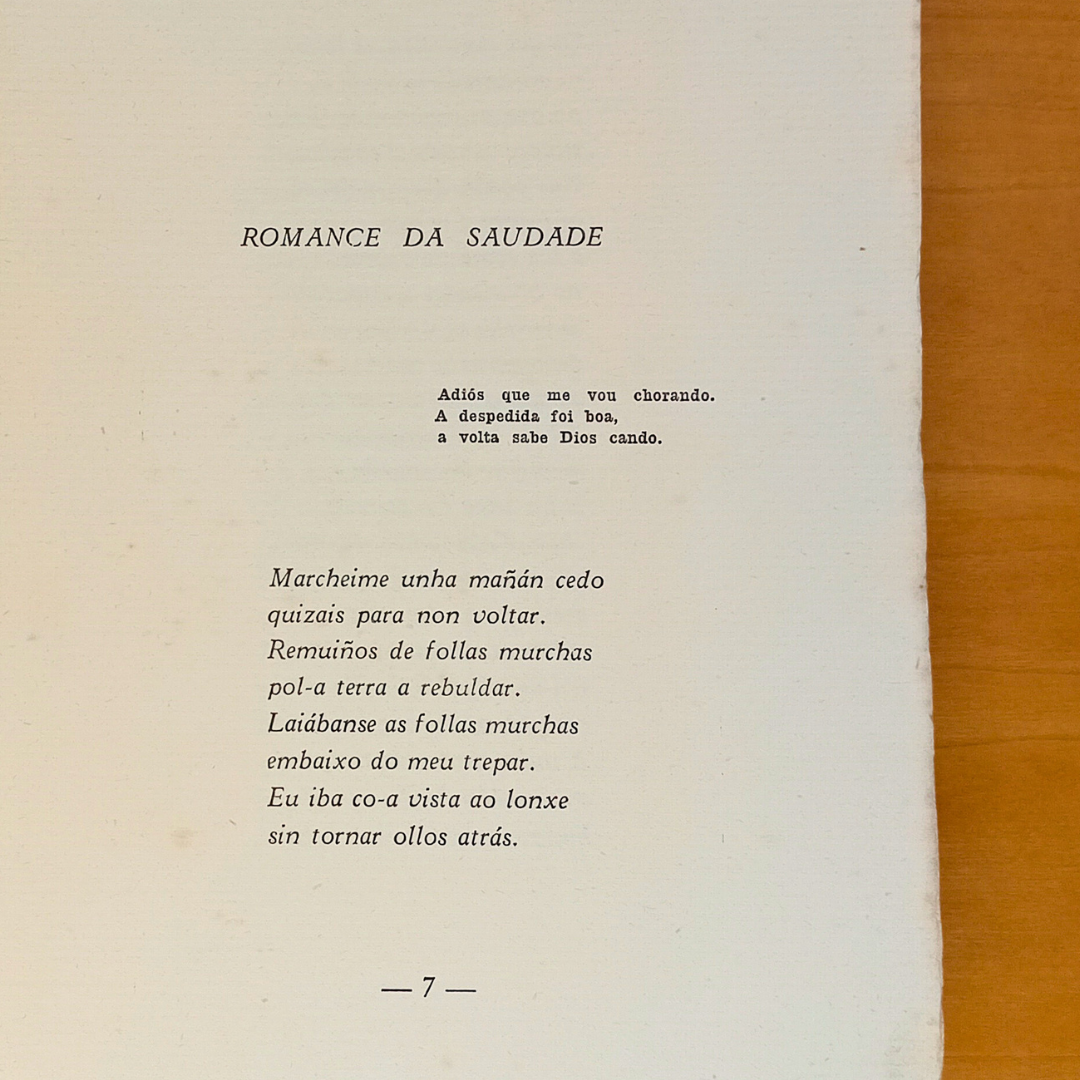 ROMANCE DA SAUDADE
Adiós que me vou chorando.
A despedida foi boa,
a volta sabe Dios cando.
Marcheime unha mañán cedo
quizais para non voltar.
Remuiños de follas murchas
pol-a terra a rebuldar.
Laiábanse as follas murchas
embaixo do meu trepar.
Eu iba co-a vista ao lonxe
sin tornar ollos atrás.
— 7 —